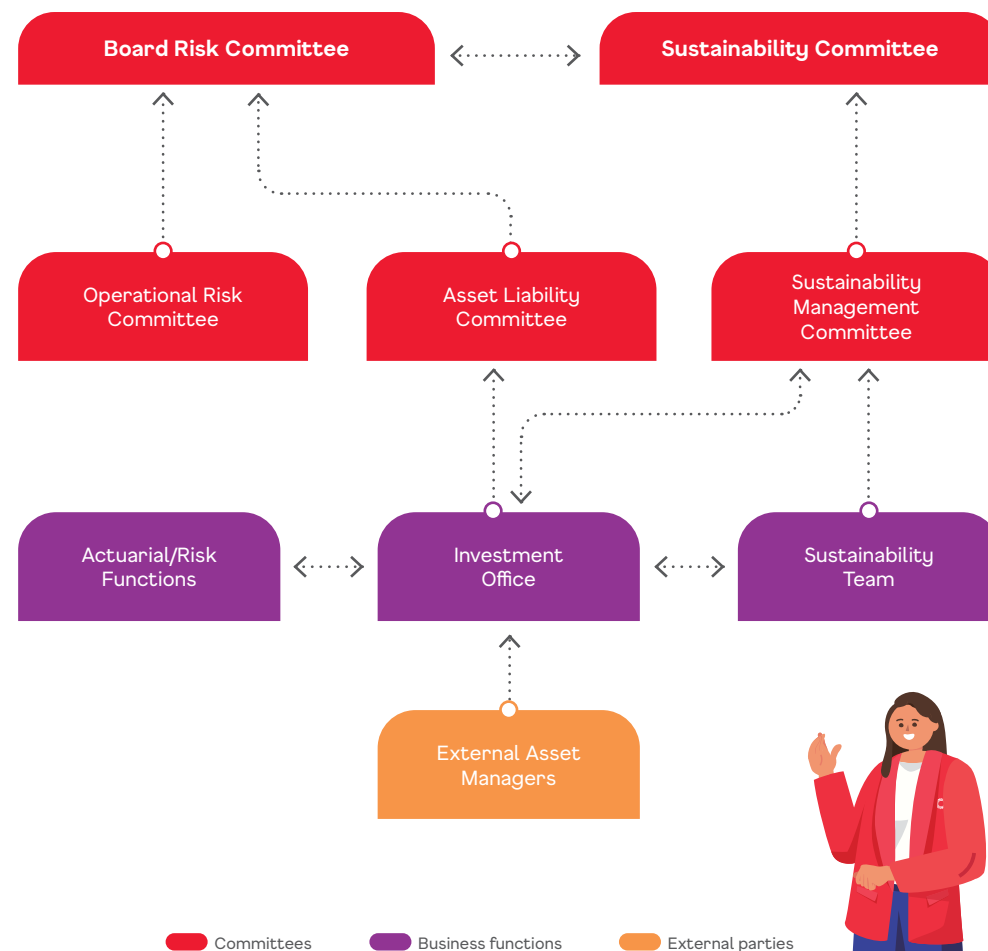 Board Risk Committee
Sustainability Committee
Operational Risk
Committee
Asset Liability
Committee
Sustainability
Management
Committee
Actuarial/Risk
Functions
Investment
Office
Sustainability
Team
External Asset
Managers
Committees
Business functions
External parties